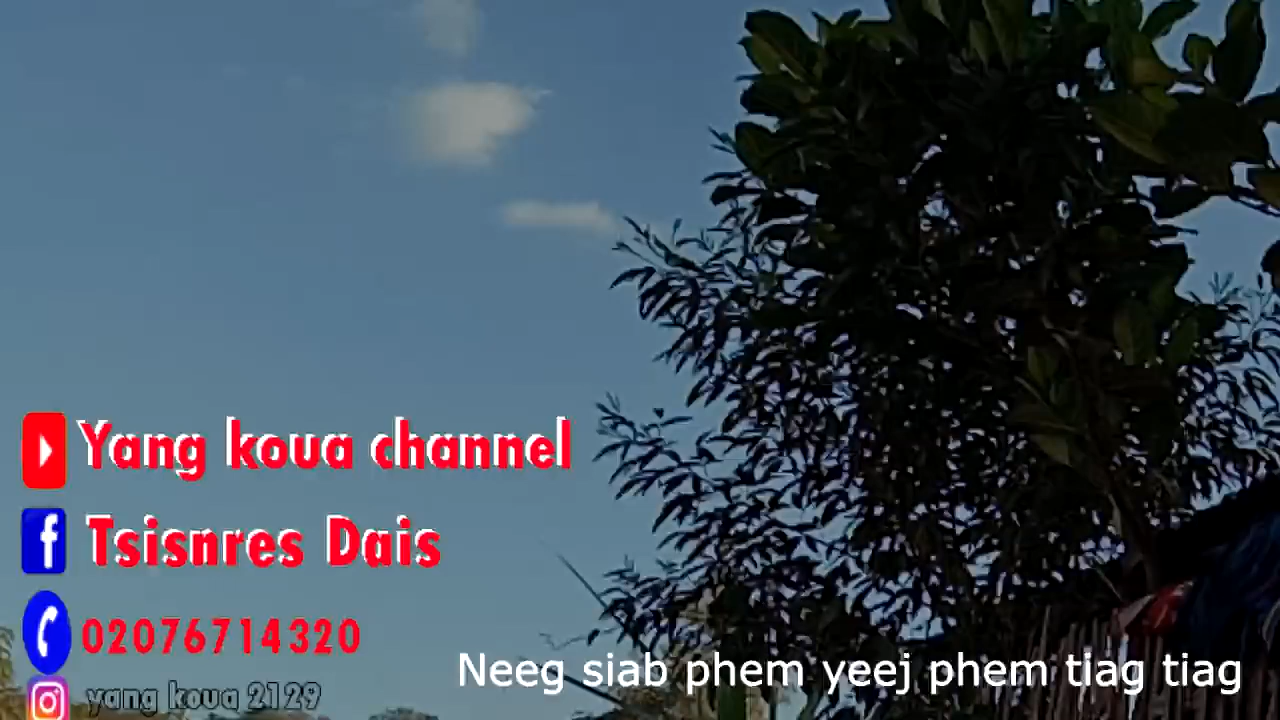 Yang koua channel
Tsisnres Dais
02076714320
yang koua 2129
Neeg siab phem yeej phem tiag tiag